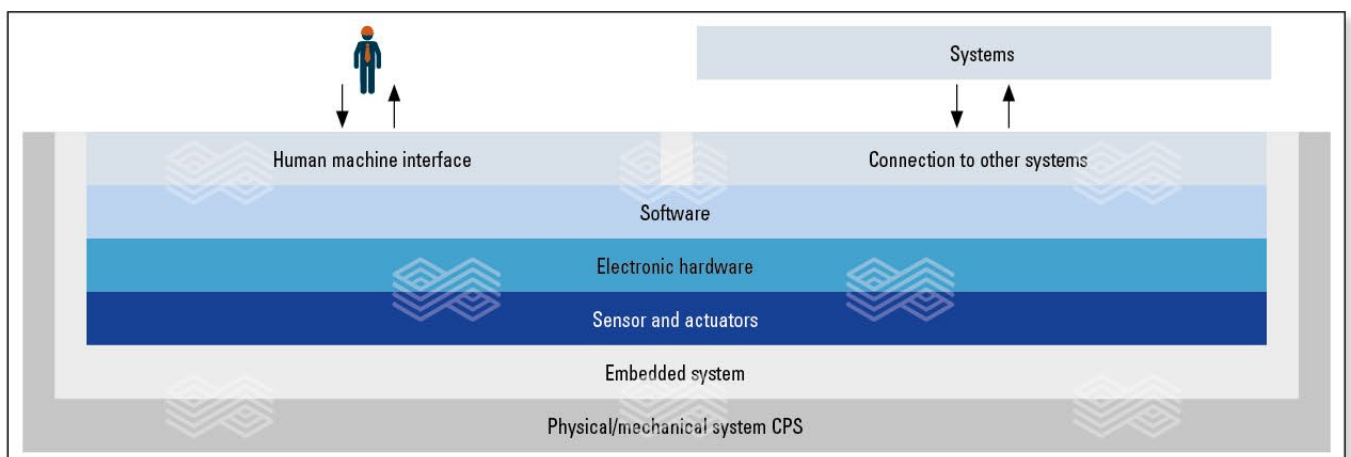 Systems
Human machine interface
Connection to other systems
Software
Electronic hardware
Sensor and actuators
Embedded system
Physical/mechanical system CPS